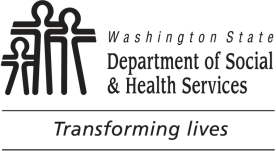 Washington State
Department of Social
& Health Services
Transforming lives